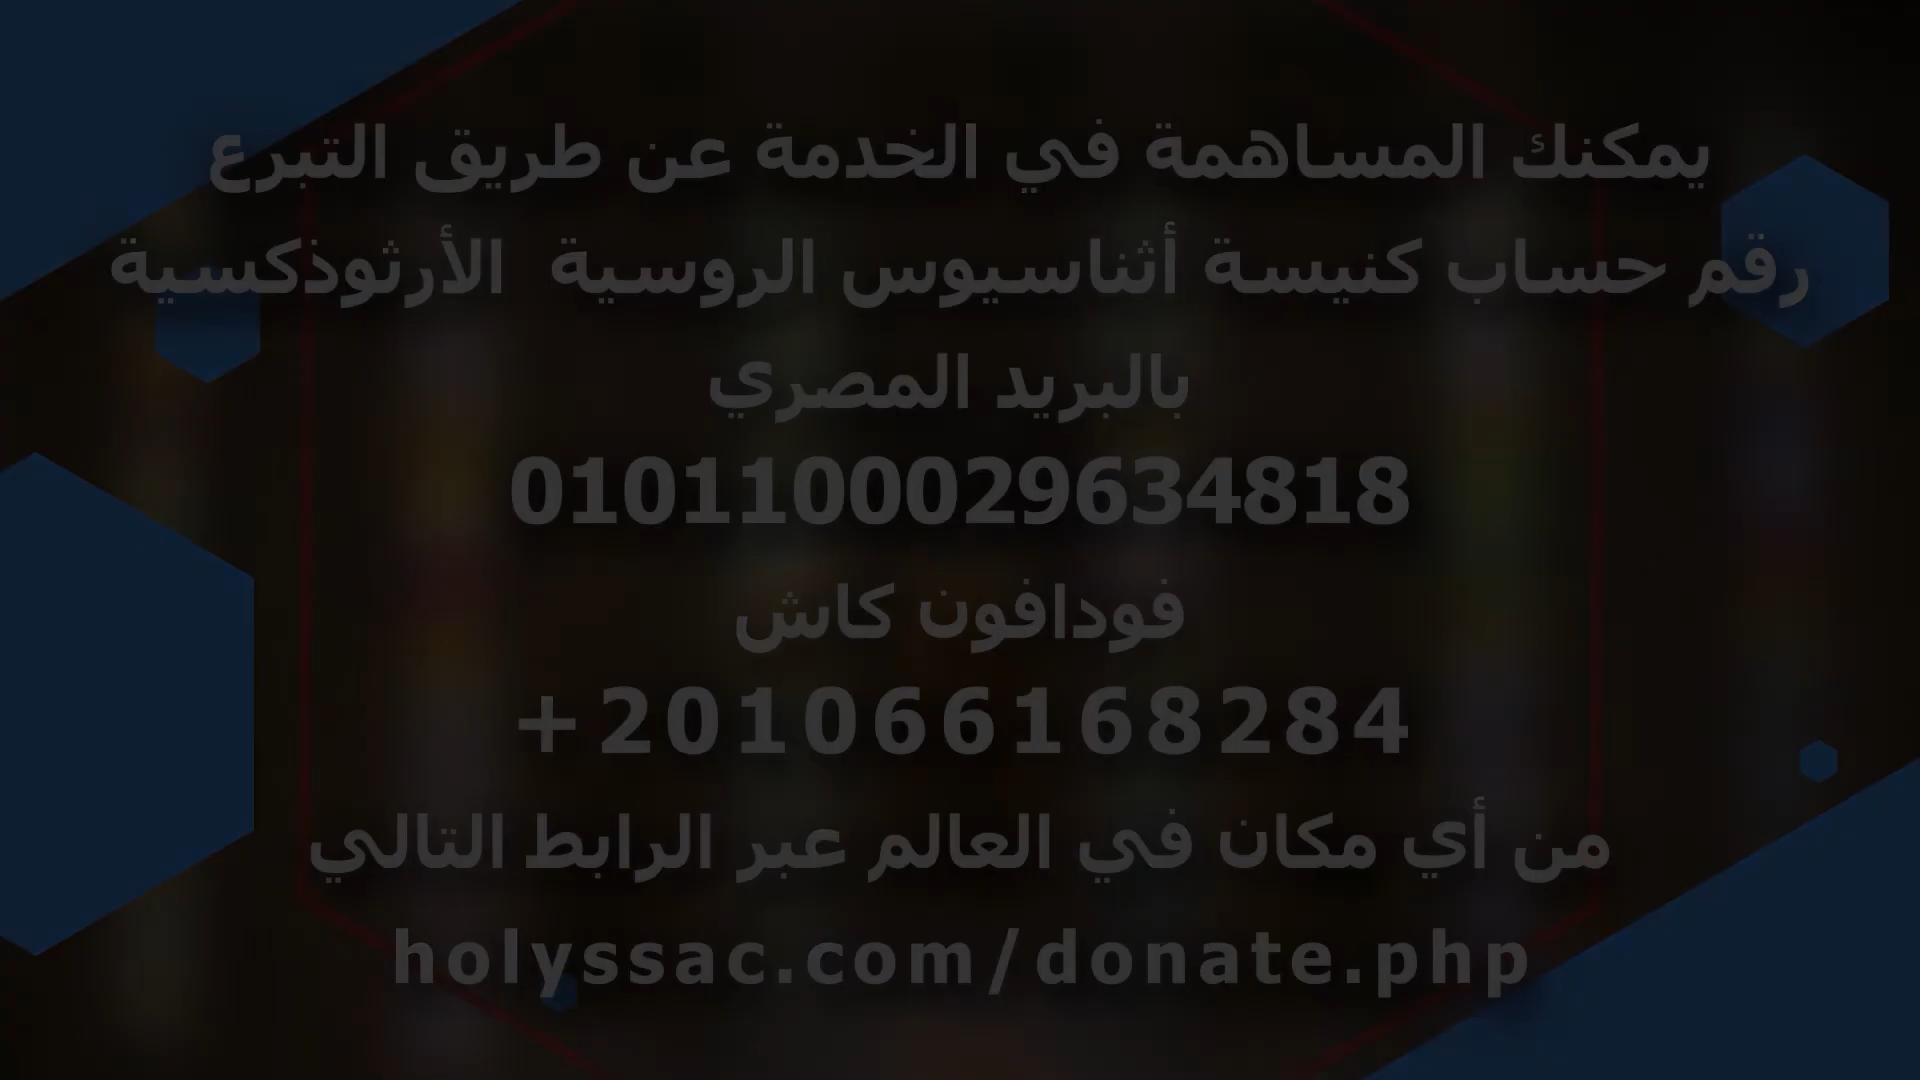 يمكنك المساهمة في الخدمة عن طريق التبرع
رقم حساب كنيسة أثناسيوس الروسية الأرثوذكسية
بالبريد المصري
0101100029634818
فودافون كاش
+201066168284
من أي مكان في العالم عبر الرابط التالي
holyssac.com/donate.php